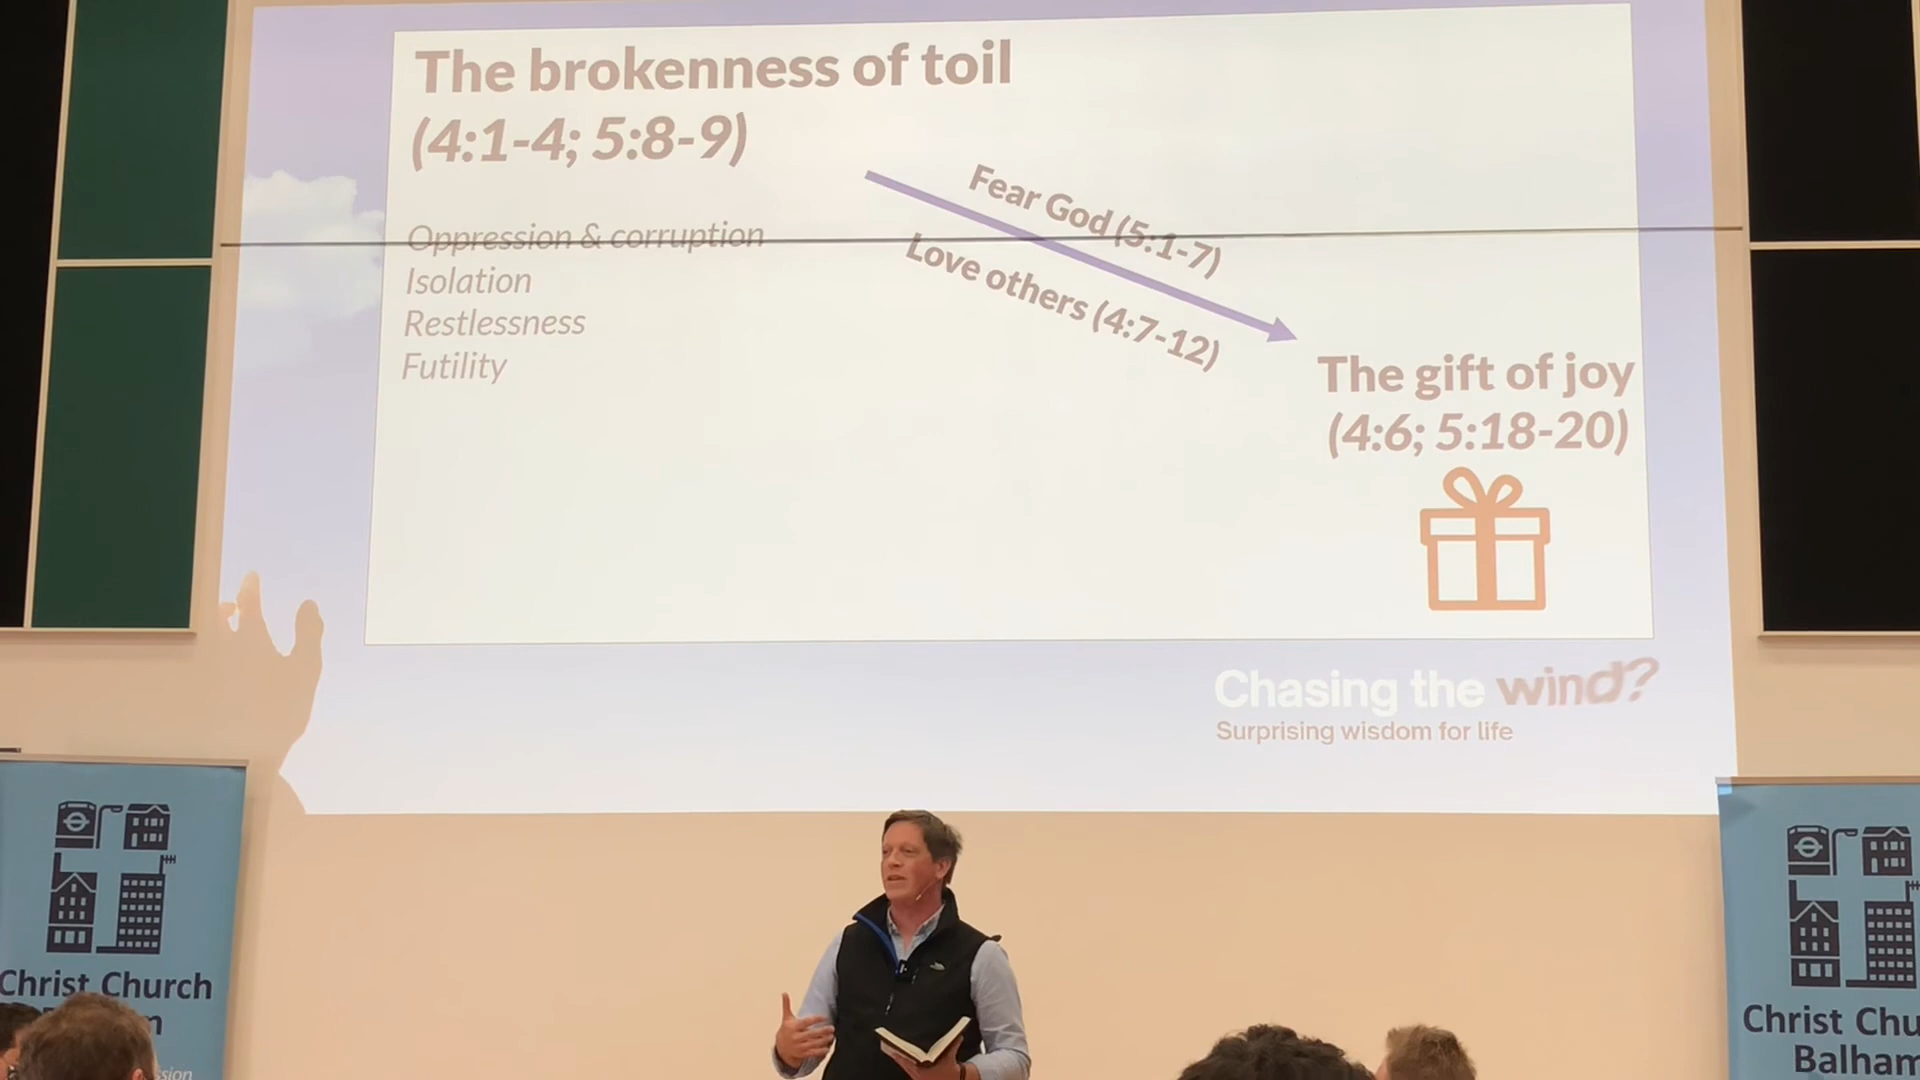 The brokenness of toil
(4:1-4; 5:8-9)
Oppression & corruption
Isolation
Restlessness
Futility
Fear God (5:1-7)
Love others (4:7-12)
The gift of joy
(4:6; 5:18-20)
Chasing the wind?
Surprising wisdom for life
Christ Church
Christ Chu
Balham